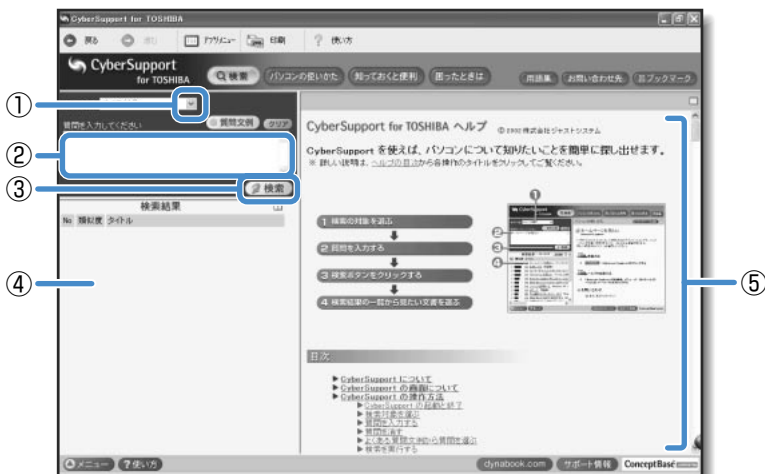 CyberSupport for TOSHIBA
戻る 進む アプリメニュー 印刷 ? 使い方
CyberSupport
for TOSHIBA
検索 パソコンの使いかた 知っておくと便利 困ったときは 用語集 お問い合わせ先 ブックマーク
①
質問を入力してください 質問文例 クリア
②
③
検索
検索結果
No 類似度 タイトル
④
CyberSupport for TOSHIBA ヘルプ © 2002 株式会社ジャストシステム
CyberSupport を使えば、パソコンについて知りたいことを簡単に探し出せます。
※ 詳しい説明は、ヘルプの目次から各操作のタイトルをクリックしてご覧ください。
1 検索の対象を選ぶ
2 質問を入力する
3 検索ボタンをクリックする
4 検索結果の一覧から見たい文書を選ぶ
⑤
目次
▶CyberSupport について
▶CyberSupport の画面について
▶CyberSupport の操作方法
▶CyberSupport の起動と終了
▶検索対象を選ぶ
▶質問を入力する
▶質問を消す
▶よくある質問文例から質問を選ぶ
▶検索を実行する
メニュー ?使い方 dynabook.com サポート情報 ConceptBase